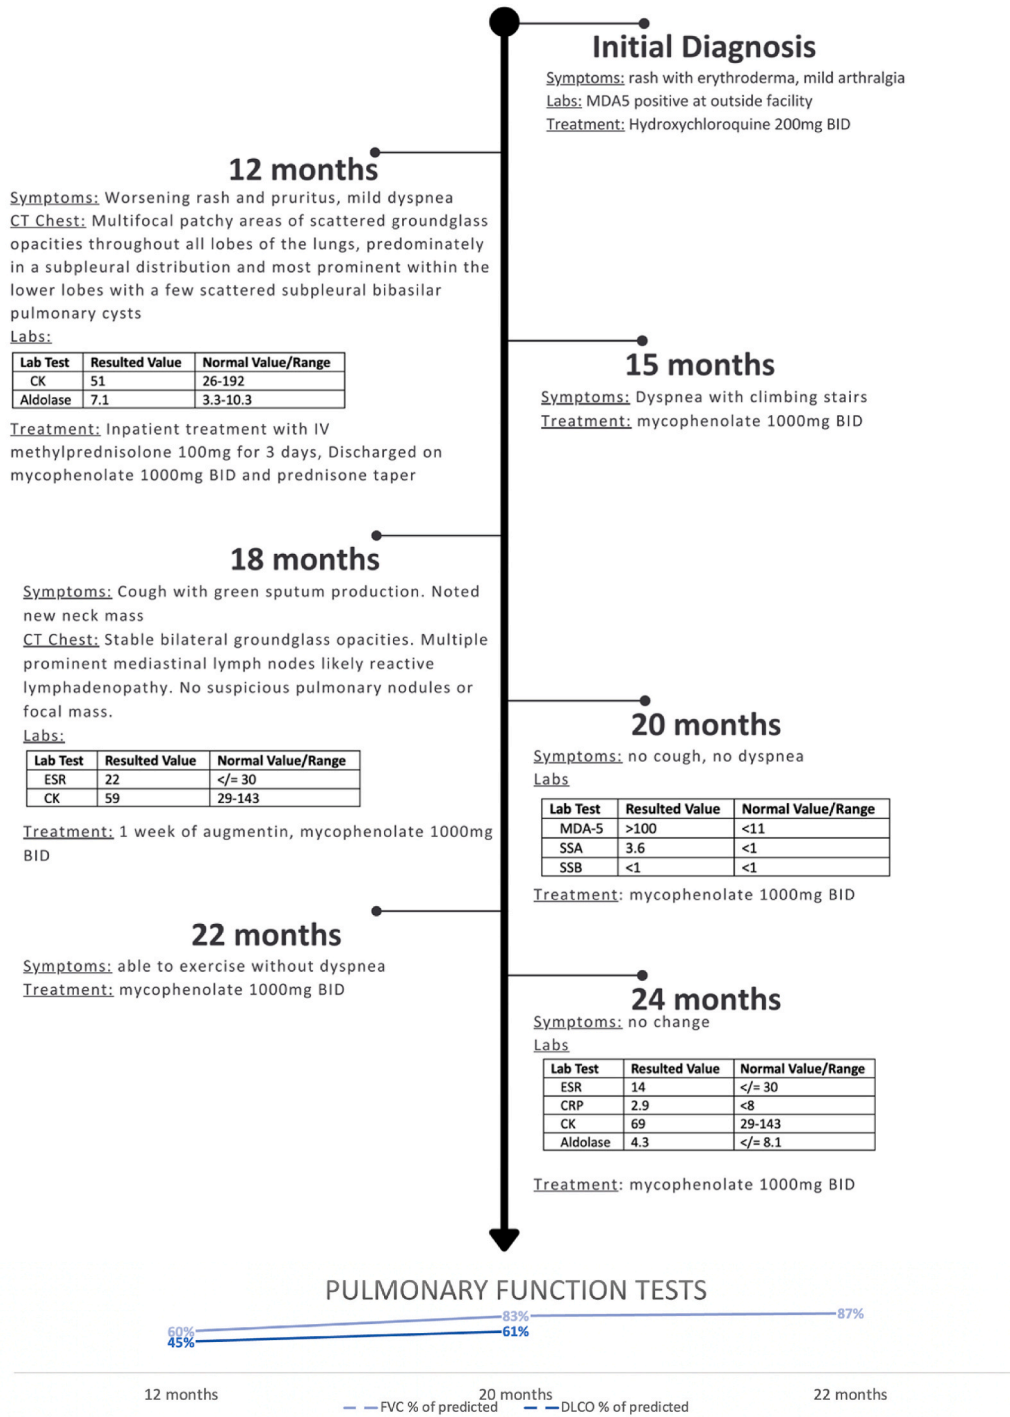 Initial Diagnosis
Symptoms: rash with erythroderma, mild arthralgia
Labs: MDA5 positive at outside facility
Treatment: Hydroxychloroquine 200mg BID
12 months
Symptoms: Worsening rash and pruritus, mild dyspnea
CT Chest: Multifocal patchy areas of scattered groundglass
opacities throughout all lobes of the lungs, predominately
in a subpleural distribution and most prominent within the
lower lobes with a few scattered subpleural bibasilar
pulmonary cysts
Labs:
Lab Test Resulted Value Normal Value/Range
CK 51 26-192
Aldolase 7.1 3.3-10.3
Treatment: Inpatient treatment with IV
methylprednisolone 100mg for 3 days, Discharged on
mycophenolate 1000mg BID and prednisone taper
15 months
Symptoms: Dyspnea with climbing stairs
Treatment: mycophenolate 1000mg BID
18 months
Symptoms: Cough with green sputum production. Noted
new neck mass
CT Chest: Stable bilateral groundglass opacities. Multiple
prominent mediastinal lymph nodes likely reactive
lymphadenopathy. No suspicious pulmonary nodules or
focal mass.
Labs:
Lab Test Resulted Value Normal Value/Range
ESR 22 </= 30
CK 59 29-143
Treatment: 1 week of augmentin, mycophenolate 1000mg
BID
20 months
Symptoms: no cough, no dyspnea
Labs
Lab Test Resulted Value Normal Value/Range
MDA-5 >100 <11
SSA 3.6 <1
SSB <1 <1
Treatment: mycophenolate 1000mg BID
22 months
Symptoms: able to exercise without dyspnea
Treatment: mycophenolate 1000mg BID
24 months
Symptoms: no change
Labs
Lab Test Resulted Value Normal Value/Range
ESR 14 </= 30
CRP 2.9 <8
CK 69 29-143
Aldolase 4.3 </= 8.1
Treatment: mycophenolate 1000mg BID
PULMONARY FUNCTION TESTS
60% 83% 87%
45% 61%
12 months 20 months 22 months
FVC % of predicted DLCO % of predicted